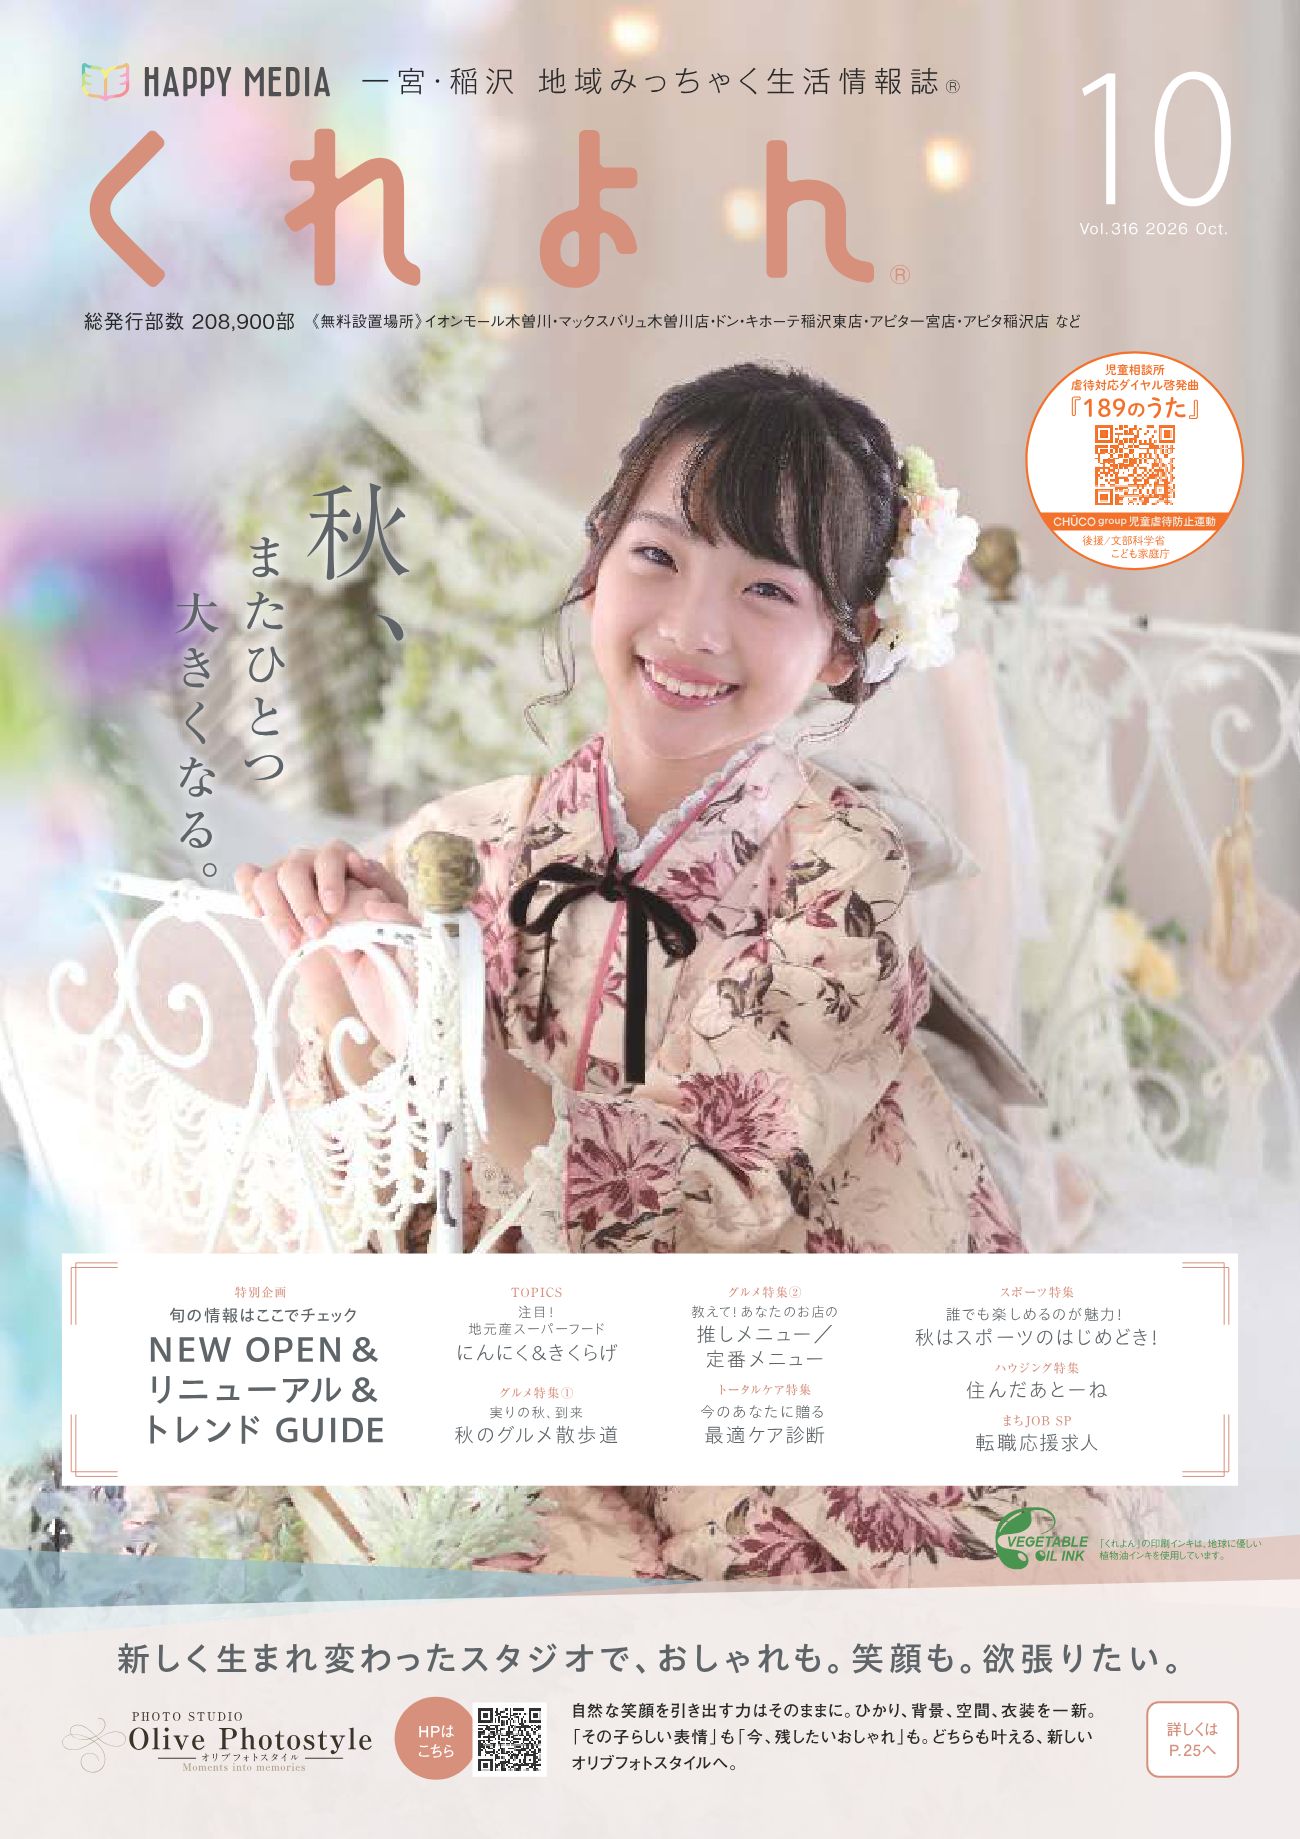 HAPPY MEDIA 一宮・稲沢 地域みっちゃく生活情報誌®
くれよん®
10
Vol.316 2026 Oct.
総発行部数 208,900部 《無料設置場所》イオンモール木曽川・マックスバリュ木曽川店・ドン・キホーテ稲沢東店・アピタ一宮店・アピタ稲沢店 など
児童相談所
虐待対応ダイヤル啓発曲
『189のうた』
CHŪCO group 児童虐待防止運動
後援/文部科学省
こども家庭庁
秋、
またひとつ
大きくなる。
特別企画
旬の情報はここでチェック
NEW OPEN &
リニューアル &
トレンド GUIDE
TOPICS
注目!
地元産スーパーフード
にんにく&きくらげ
グルメ特集①
実りの秋、到来
秋のグルメ散歩道
グルメ特集②
教えて!あなたのお店の
推しメニュー/
定番メニュー
トータルケア特集
今のあなたに贈る
最適ケア診断
スポーツ特集
誰でも楽しめるのが魅力!
秋はスポーツのはじめどき!
ハウジング特集
住んだあとーね
まちJOB SP
転職応援求人
VEGETABLE
OIL INK
「くれよん」の印刷インキは、地球に優しい
植物油インキを使用しています。
新しく生まれ変わったスタジオで、おしゃれも。笑顔も。欲張りたい。
PHOTO STUDIO
Olive Photostyle
オリブフォトスタイル
Moments into memories
HPは
こちら
自然な笑顔を引き出す力はそのままに。ひかり、背景、空間、衣装を一新。
「その子らしい表情」も「今、残したいおしゃれ」も。どちらも叶える、新しい
オリブフォトスタイルへ。
詳しくは
P.25へ